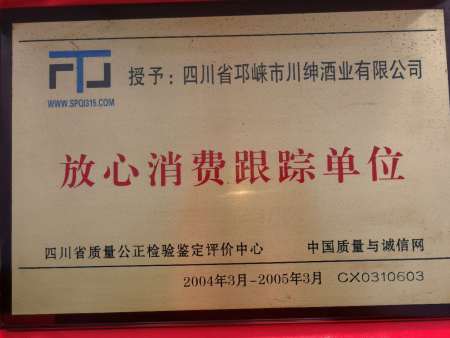 授予：四川省邛崃市川绅酒业有限公司
WWW.SPQI315.COM
放心消费跟踪单位
四川省质量公正检验鉴定评价中心 中国质量与诚信网
2004年3月-2005年3月 CX0310603